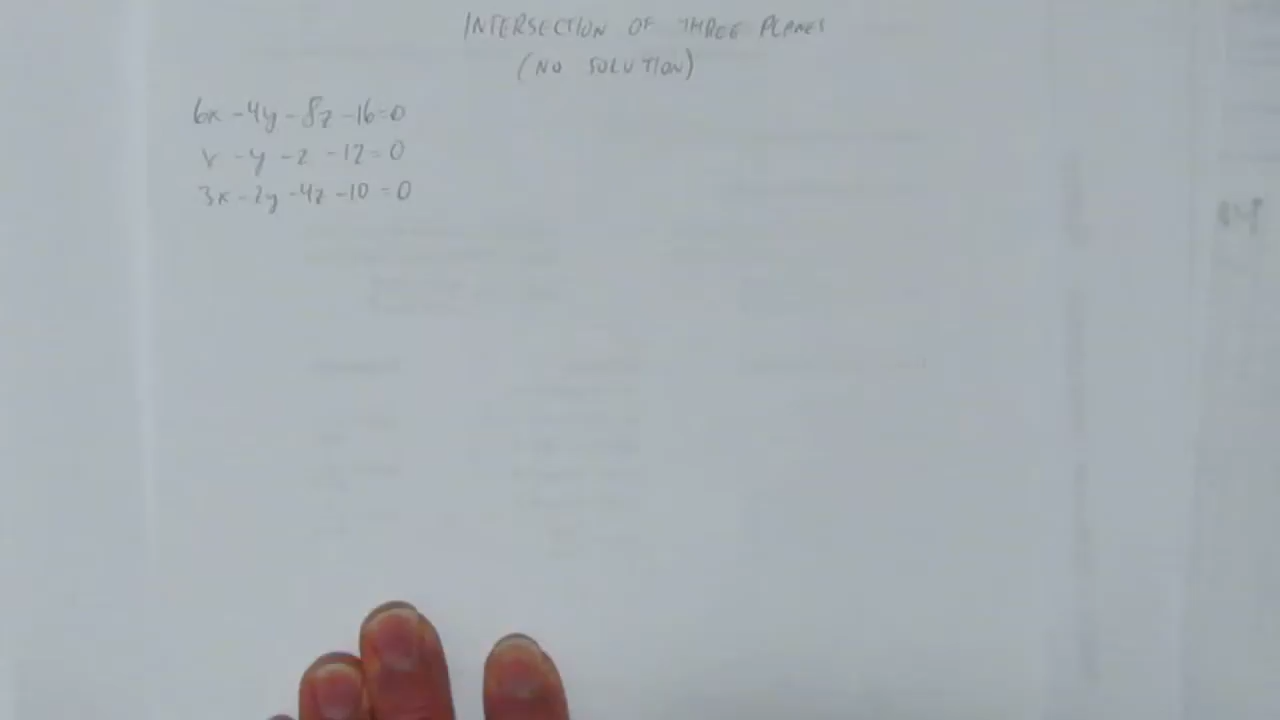 INTERSECTION OF THREE PLANES
(NO SOLUTION)
6x - 4y - 8z - 16 = 0
x - y - z - 12 = 0
3x - 2y - 4z - 10 = 0